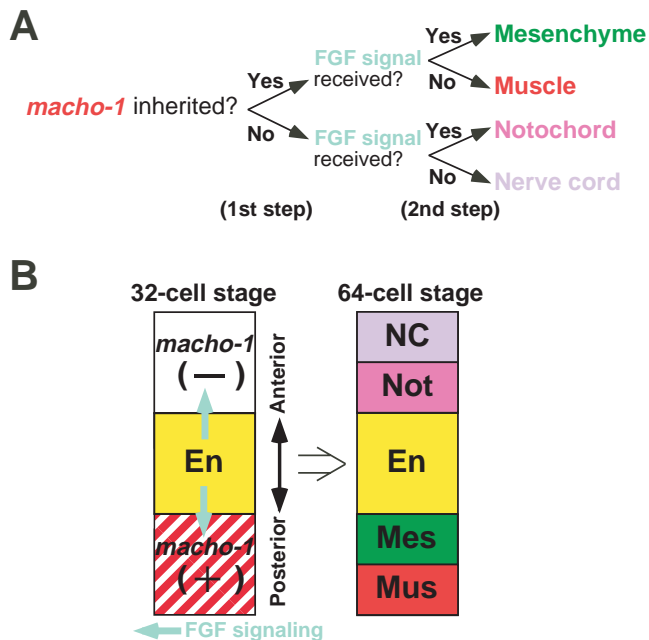 A
macho-1 inherited?
Yes
No
FGF signal
received?
Yes
No
Mesenchyme
Muscle
FGF signal
received?
Yes
No
Notochord
Nerve cord
(1st step)
(2nd step)
B
32-cell stage
64-cell stage
macho-1
(—)
En
macho-1
(+)
Anterior
Posterior
NC
Not
En
Mes
Mus
FGF signaling